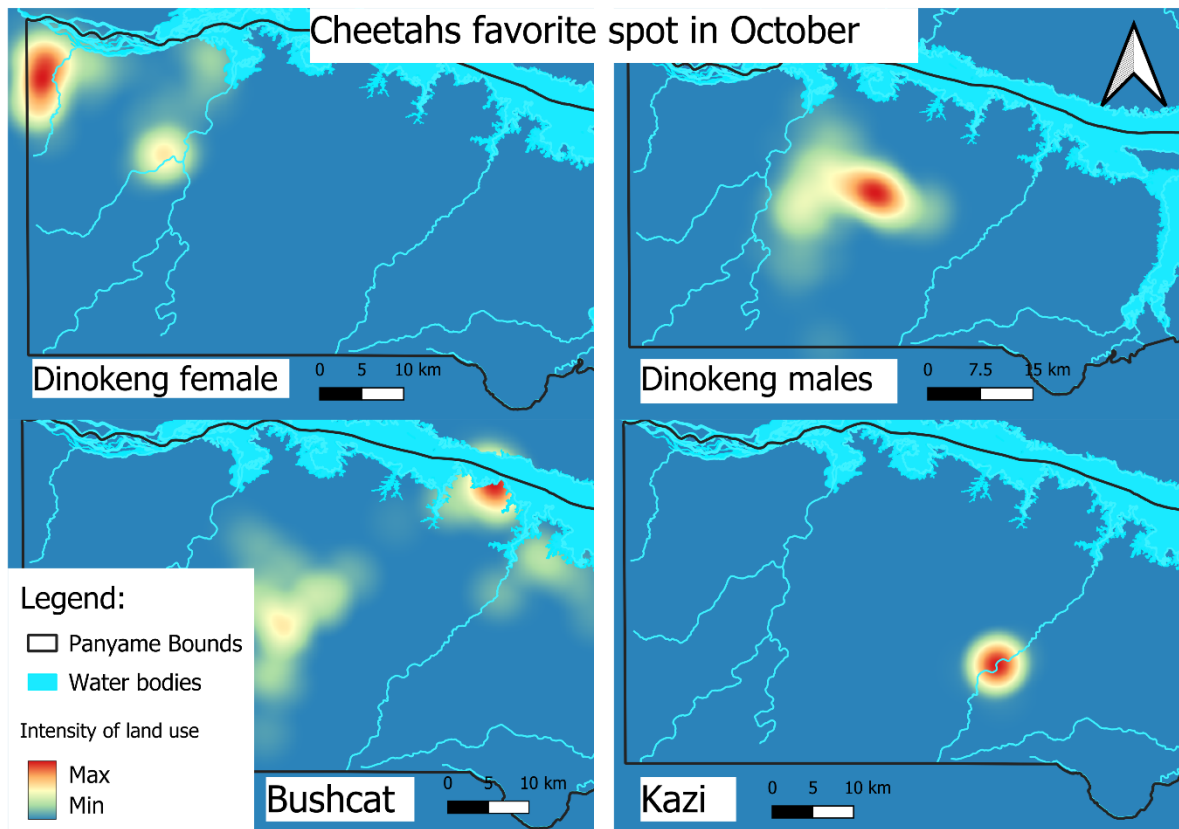 Cheetahs favorite spot in October
Dinokeng female
0 5 10 km
Dinokeng males
0 7.5 15 km
Legend:
Panyame Bounds
Water bodies
Intensity of land use
Max
Min
Bushcat
0 5 10 km
Kazi
0 5 10 km